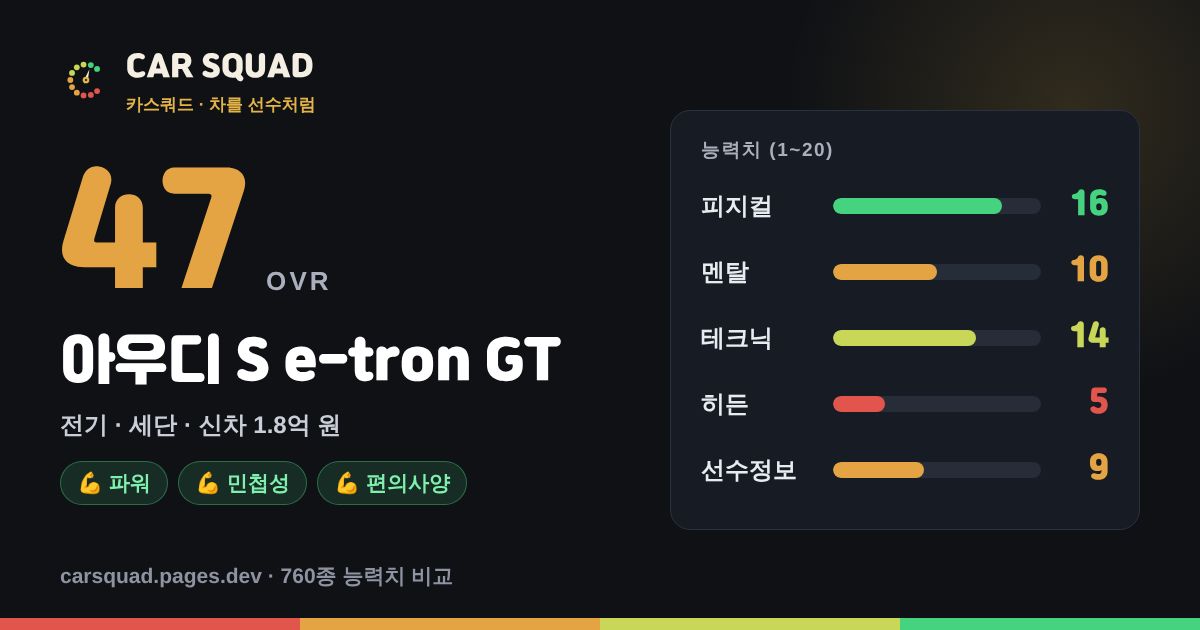 CAR SQUAD
카스쿼드 · 차를 선수처럼
47 OVR
아우디 S e-tron GT
전기 · 세단 · 신차 1.8억 원
💪 파워 💪 민첩성 💪 편의사양
carsquad.pages.dev · 760종 능력치 비교
능력치 (1~20)
피지컬 16
멘탈 10
테크닉 14
히든 5
선수정보 9